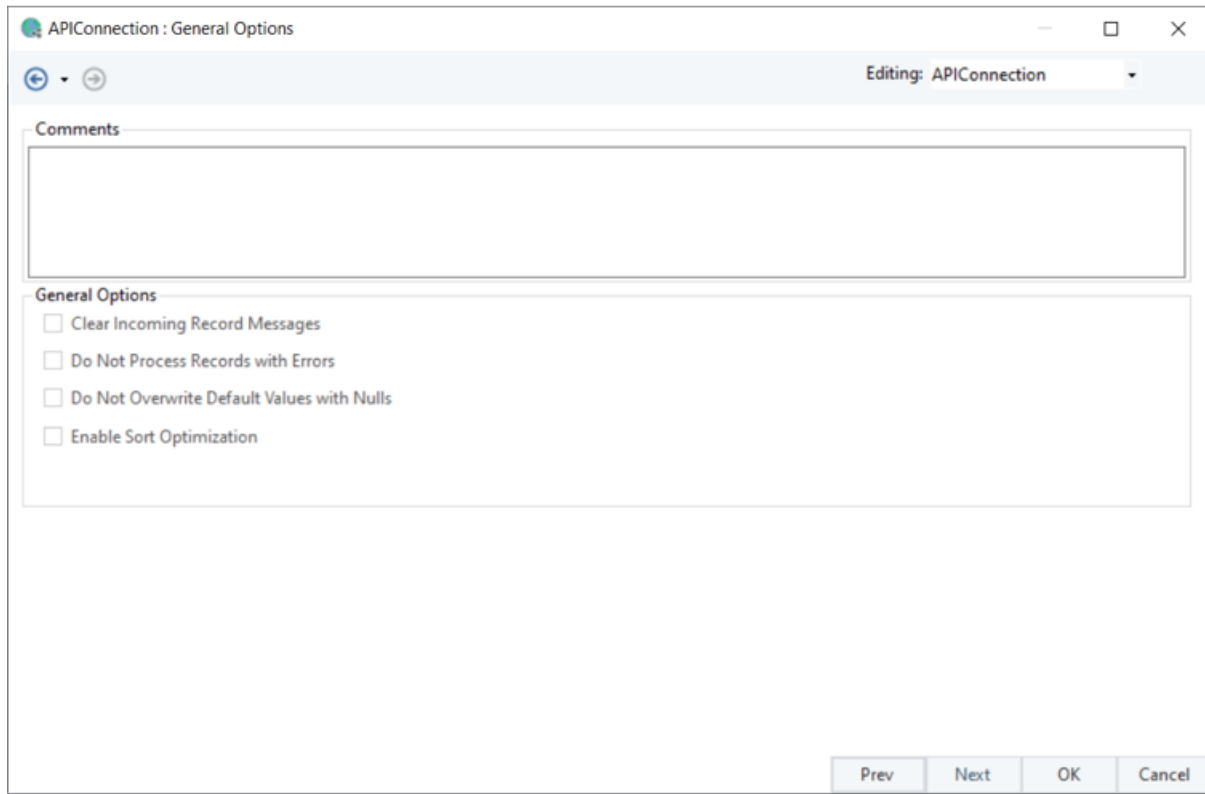 APIConnection : General Options
Editing: APIConnection
Comments
General Options
Clear Incoming Record Messages
Do Not Process Records with Errors
Do Not Overwrite Default Values with Nulls
Enable Sort Optimization
Prev Next OK Cancel